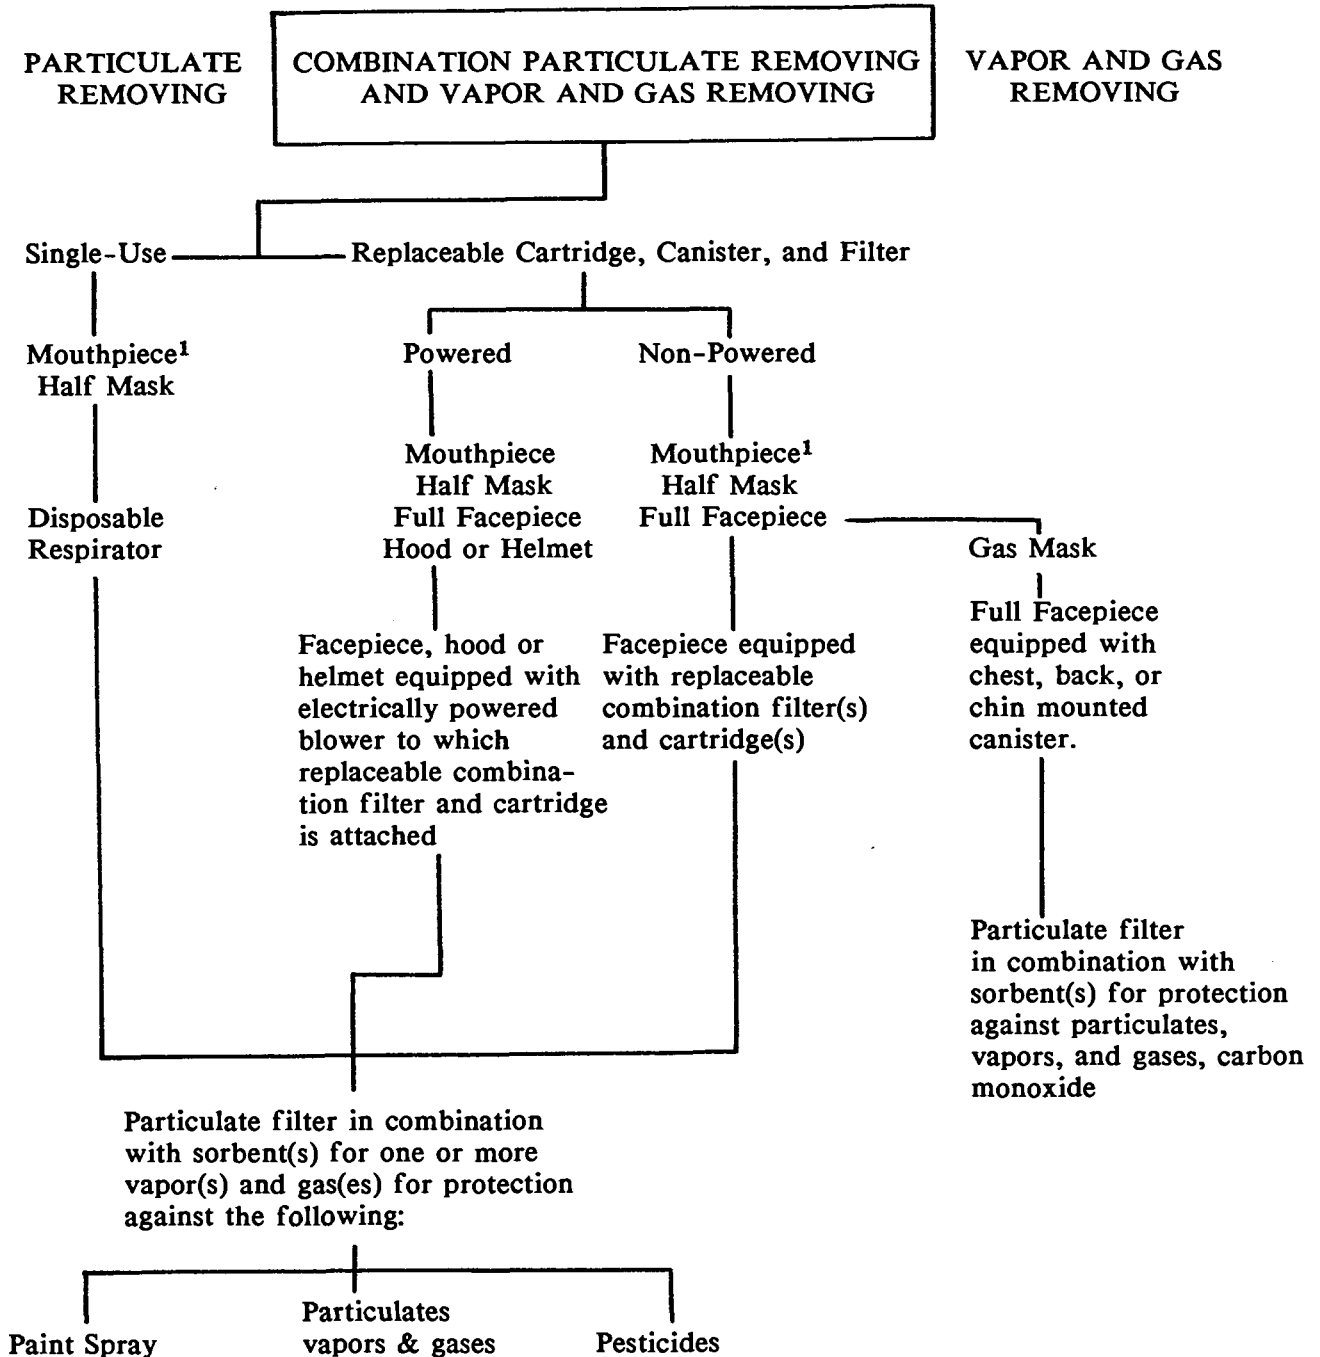 PARTICULATE
REMOVING
COMBINATION PARTICULATE REMOVING
AND VAPOR AND GAS REMOVING
VAPOR AND GAS
REMOVING
Single-Use
Replaceable Cartridge, Canister, and Filter
Mouthpiece¹
Half Mask
Powered
Non-Powered
Disposable
Respirator
Mouthpiece
Half Mask
Full Facepiece
Hood or Helmet
Mouthpiece¹
Half Mask
Full Facepiece
Gas Mask
Facepiece, hood or
helmet equipped with
electrically powered
blower to which
replaceable combina-
tion filter and cartridge
is attached
Facepiece equipped
with replaceable
combination filter(s)
and cartridge(s)
Full Facepiece
equipped with
chest, back, or
chin mounted
canister.
Particulate filter
in combination with
sorbent(s) for protection
against particulates,
vapors, and gases, carbon
monoxide
Particulate filter in combination
with sorbent(s) for one or more
vapor(s) and gas(es) for protection
against the following:
Paint Spray
Particulates
vapors & gases
Pesticides